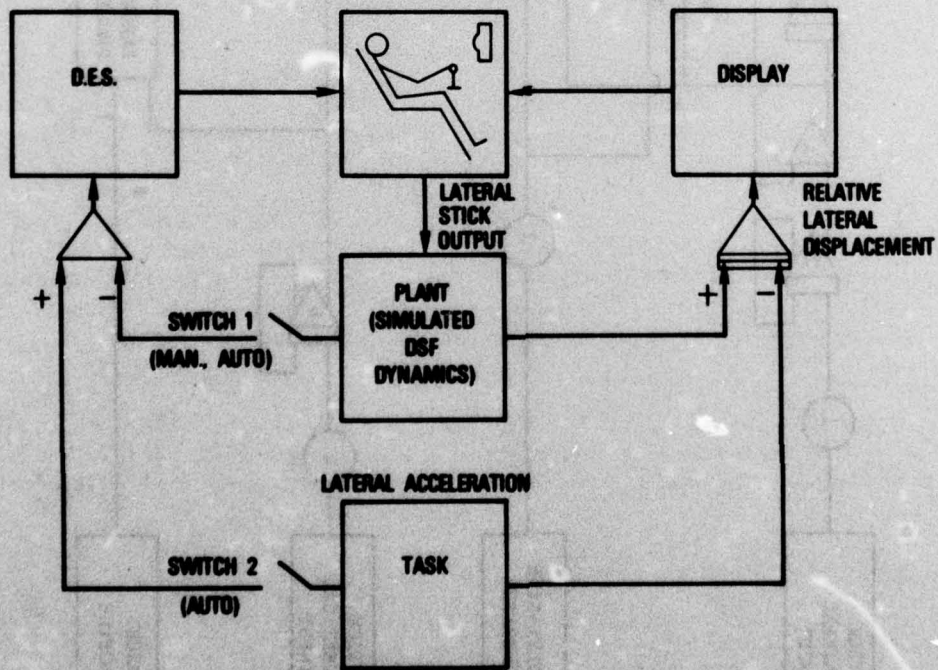 D.E.S.
DISPLAY
LATERAL
STICK
OUTPUT
RELATIVE
LATERAL
DISPLACEMENT
+
-
SWITCH 1
(MAN., AUTO)
PLANT
(SIMULATED
DSF
DYNAMICS)
+
-
LATERAL ACCELERATION
SWITCH 2
(AUTO)
TASK